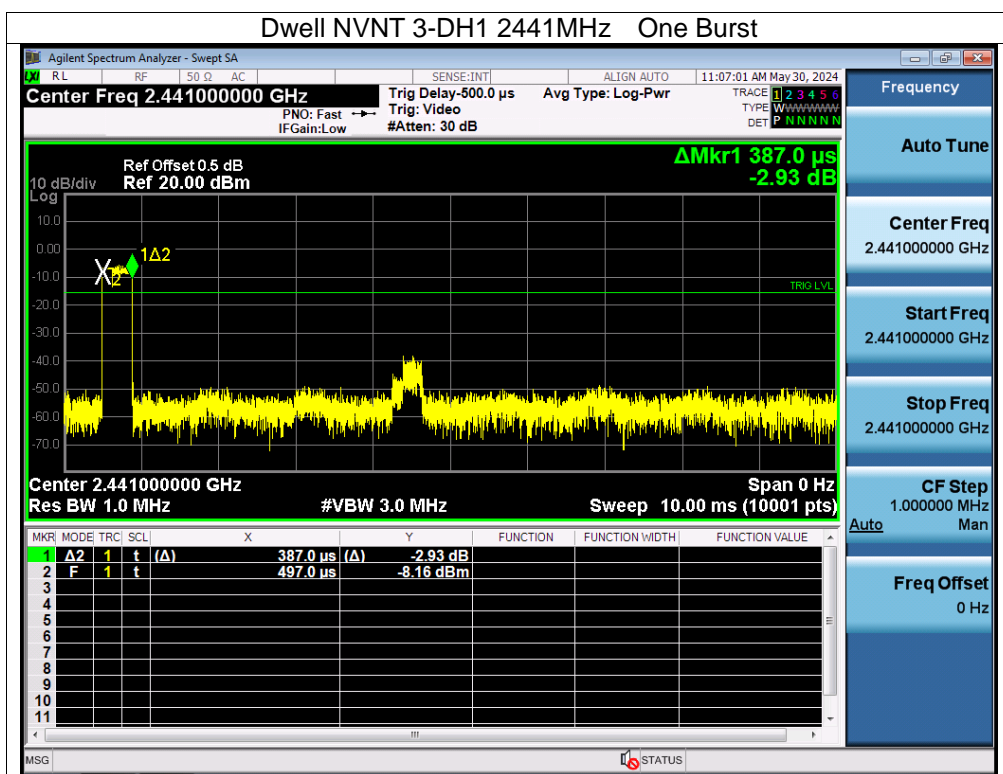 Dwell NVNT 3-DH1 2441MHz One Burst
Agilent Spectrum Analyzer - Swept SA
LXI RL RF 50 Ω AC SENSE:INT ALIGN AUTO 11:07:01 AM May 30, 2024
Center Freq 2.441000000 GHz Trig Delay-500.0 µs Avg Type: Log-Pwr TRACE 1 2 3 4 5 6
PNO: Fast Trig: Video TYPE WWWWWWW
IFGain:Low #Atten: 30 dB DET P N N N N N
ΔMkr1 387.0 µs
-2.93 dB
Ref Offset 0.5 dB
10 dB/div Ref 20.00 dBm
Log
10.0
0.00
1Δ2
-10.0
X2
TRIG LVL
-20.0
-30.0
-40.0
-50.0
-60.0
-70.0
Center 2.441000000 GHz Span 0 Hz
Res BW 1.0 MHz #VBW 3.0 MHz Sweep 10.00 ms (10001 pts)
MKR MODE TRC SCL X Y FUNCTION FUNCTION WIDTH FUNCTION VALUE
1 Δ2 1 t (Δ) 387.0 µs (Δ) -2.93 dB
2 F 1 t 497.0 µs -8.16 dBm
3
4
5
6
7
8
9
10
11
MSG STATUS
Frequency
Auto Tune
Center Freq
2.441000000 GHz
Start Freq
2.441000000 GHz
Stop Freq
2.441000000 GHz
CF Step
1.000000 MHz
Auto Man
Freq Offset
0 Hz